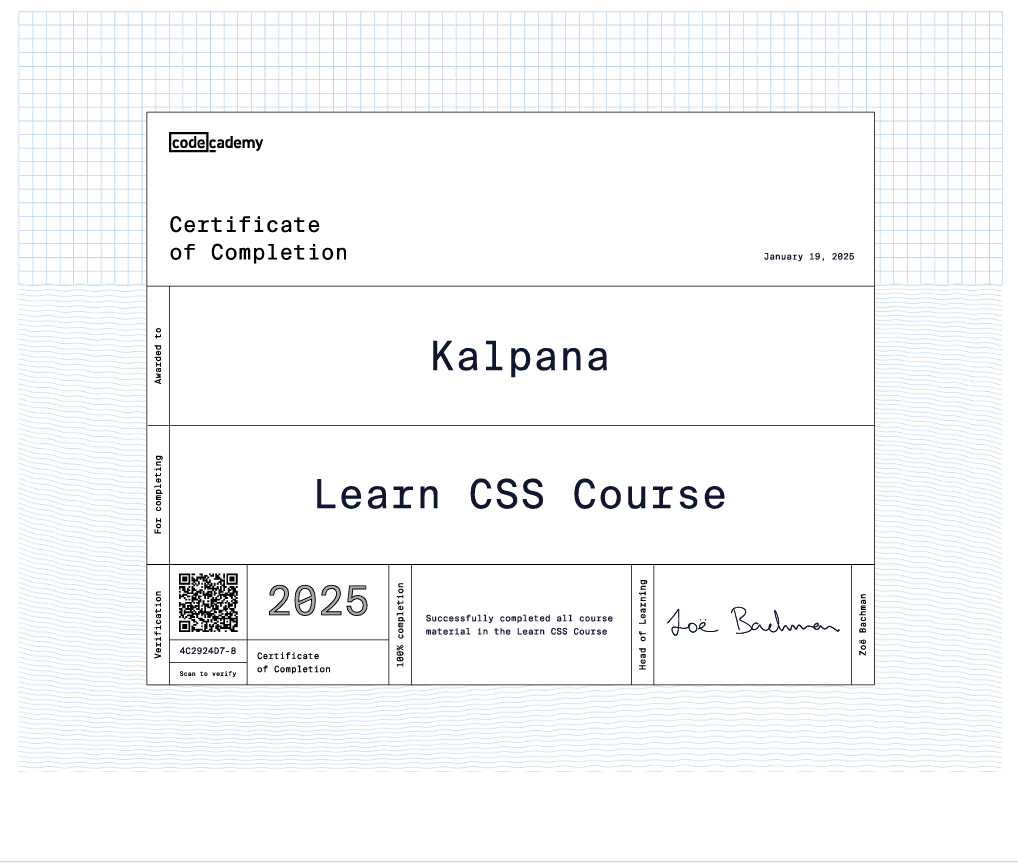 codecademy
Certificate
of Completion
January 19, 2025
Awarded to
Kalpana
For completing
Learn CSS Course
Verification
4C2924D7-8
Scan to verify
2025
Certificate
of Completion
100% completion
Successfully completed all course
material in the Learn CSS Course
Head of Learning
Zoë Bachman
Zoë Bachman